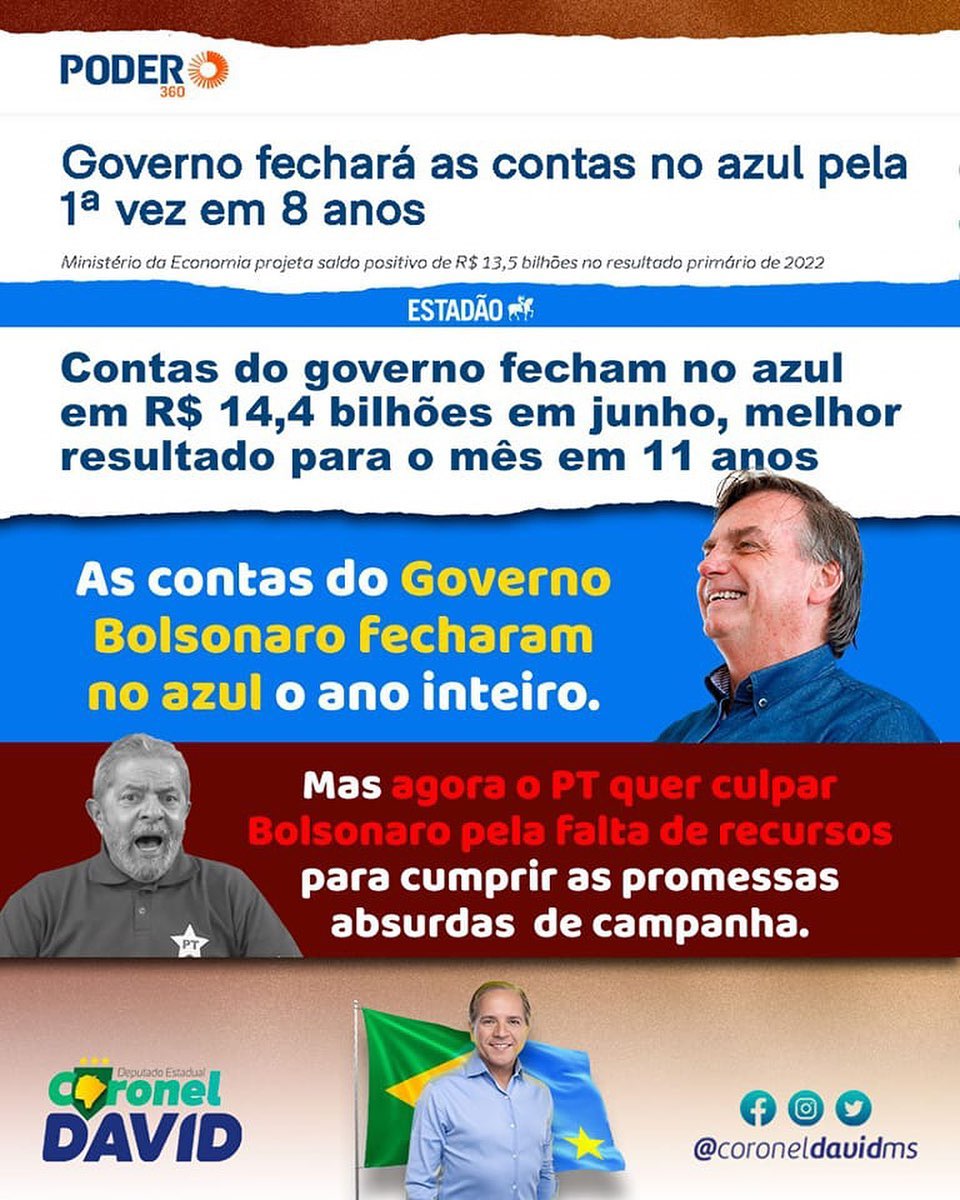 PODER
360
Governo fechará as contas no azul pela
1ª vez em 8 anos
Ministério da Economia projeta saldo positivo de R$ 13,5 bilhões no resultado primário de 2022
ESTADÃO
Contas do governo fecham no azul
em R$ 14,4 bilhões em junho, melhor
resultado para o mês em 11 anos
As contas do Governo
Bolsonaro fecharam
no azul o ano inteiro.
Mas agora o PT quer culpar
Bolsonaro pela falta de recursos
para cumprir as promessas
absurdas de campanha.
PT
Deputado Estadual
Coronel
DAVID
@coroneldavidms